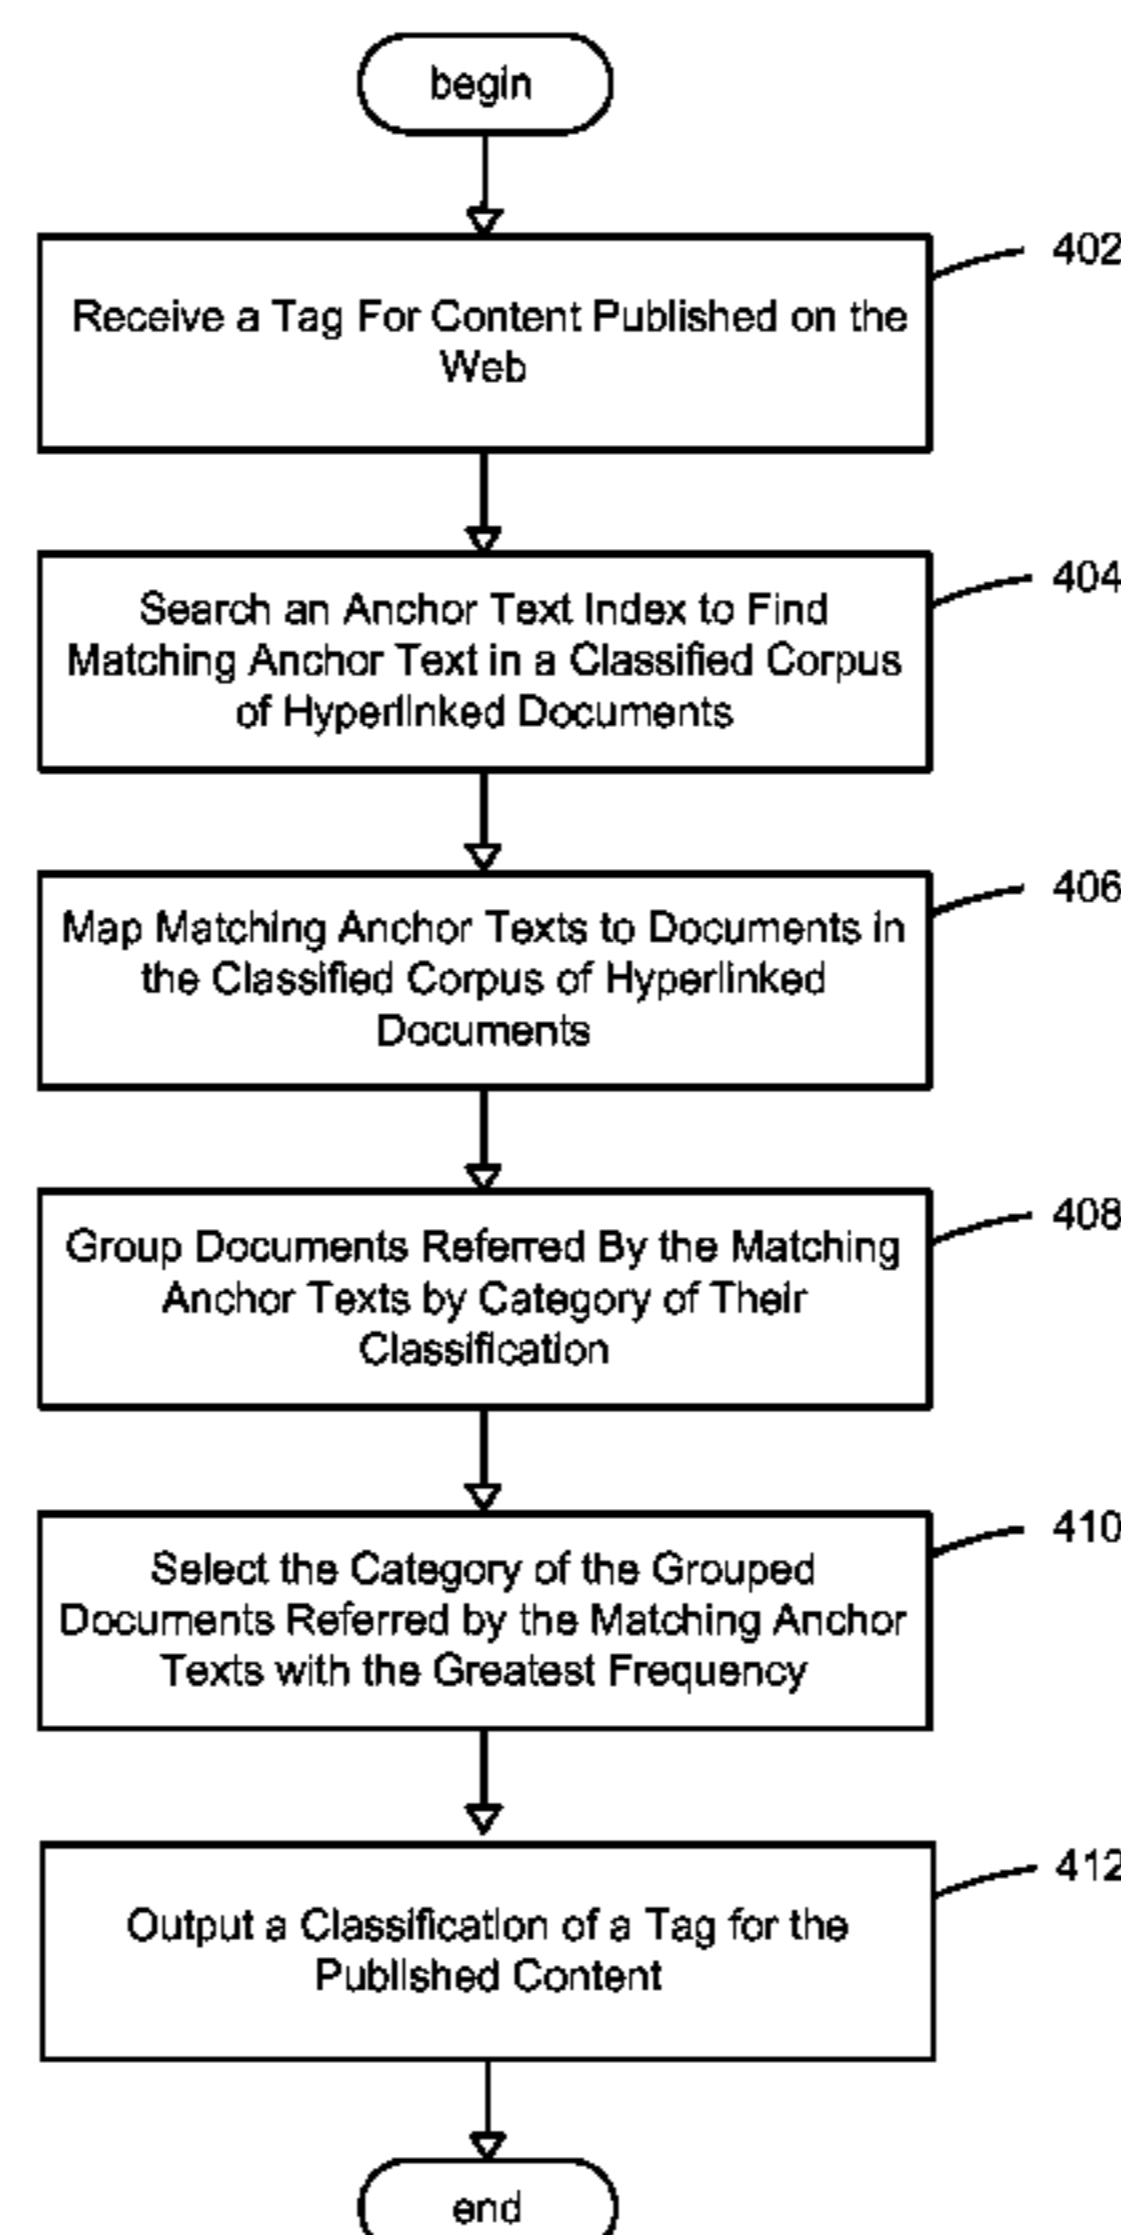 begin
402
Receive a Tag For Content Published on the
Web
404
Search an Anchor Text Index to Find
Matching Anchor Text in a Classified Corpus
of Hyperlinked Documents
406
Map Matching Anchor Texts to Documents in
the Classified Corpus of Hyperlinked
Documents
408
Group Documents Referred By the Matching
Anchor Texts by Category of Their
Classification
410
Select the Category of the Grouped
Documents Referred by the Matching Anchor
Texts with the Greatest Frequency
412
Output a Classification of a Tag for the
Published Content
end